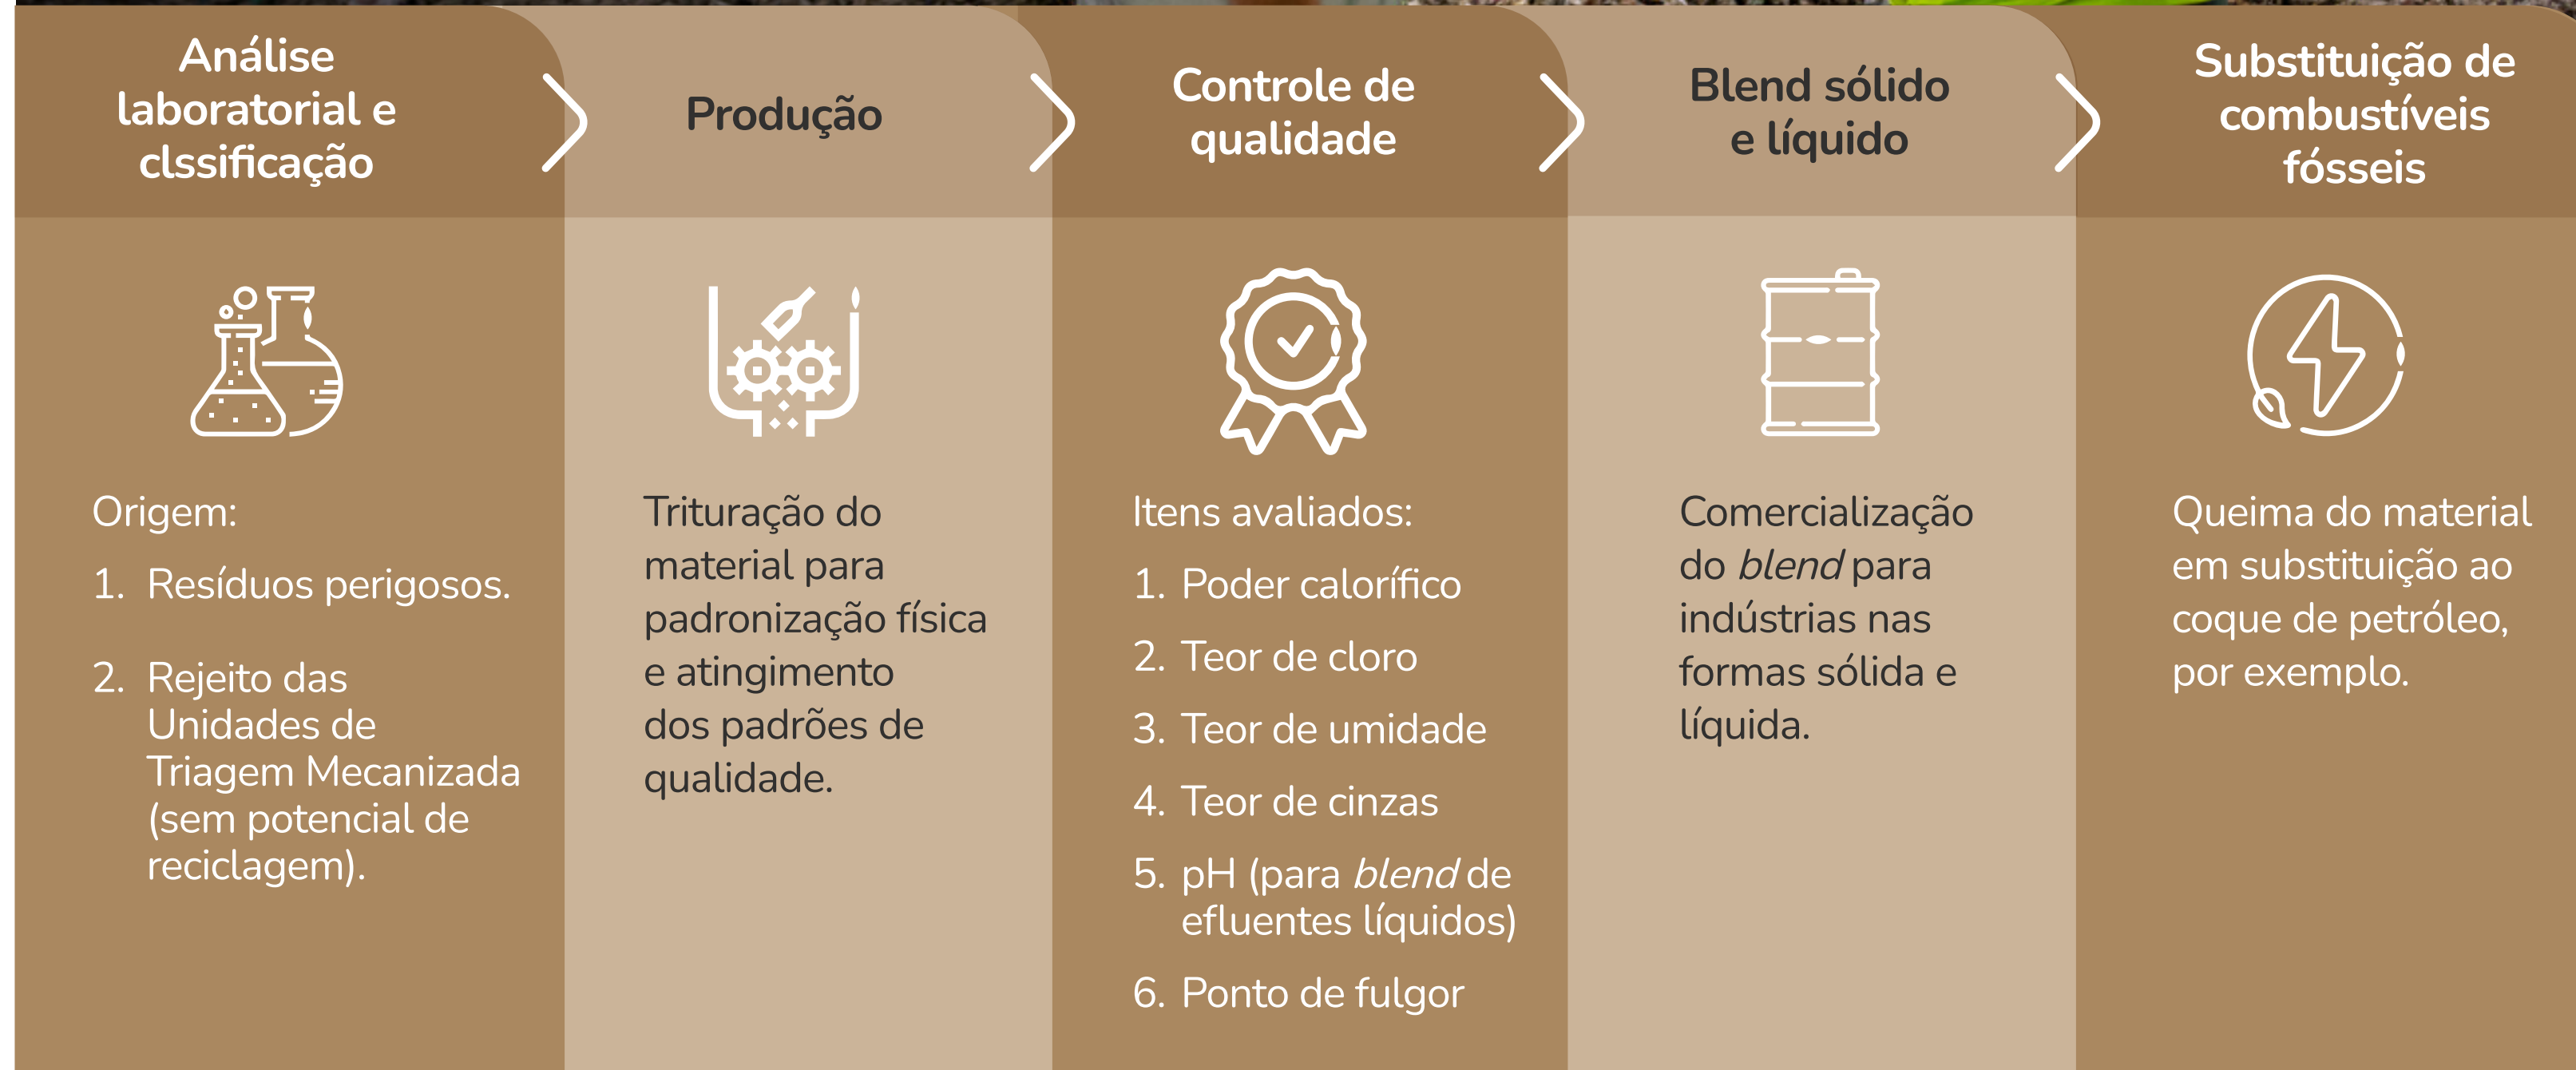 Análise
laboratorial e
clssificação
Produção
Controle de
qualidade
Blend sólido
e líquido
Substituição de
combustíveis
fósseis
Origem:
1. Resíduos perigosos.
2. Rejeito das
Unidades de
Triagem Mecanizada
(sem potencial de
reciclagem).
Trituração do
material para
padronização física
e atingimento
dos padrões de
qualidade.
Itens avaliados:
1. Poder calorífico
2. Teor de cloro
3. Teor de umidade
4. Teor de cinzas
5. pH (para blend de
efluentes líquidos)
6. Ponto de fulgor
Comercialização
do blend para
indústrias nas
formas sólida e
líquida.
Queima do material
em substituição ao
coque de petróleo,
por exemplo.